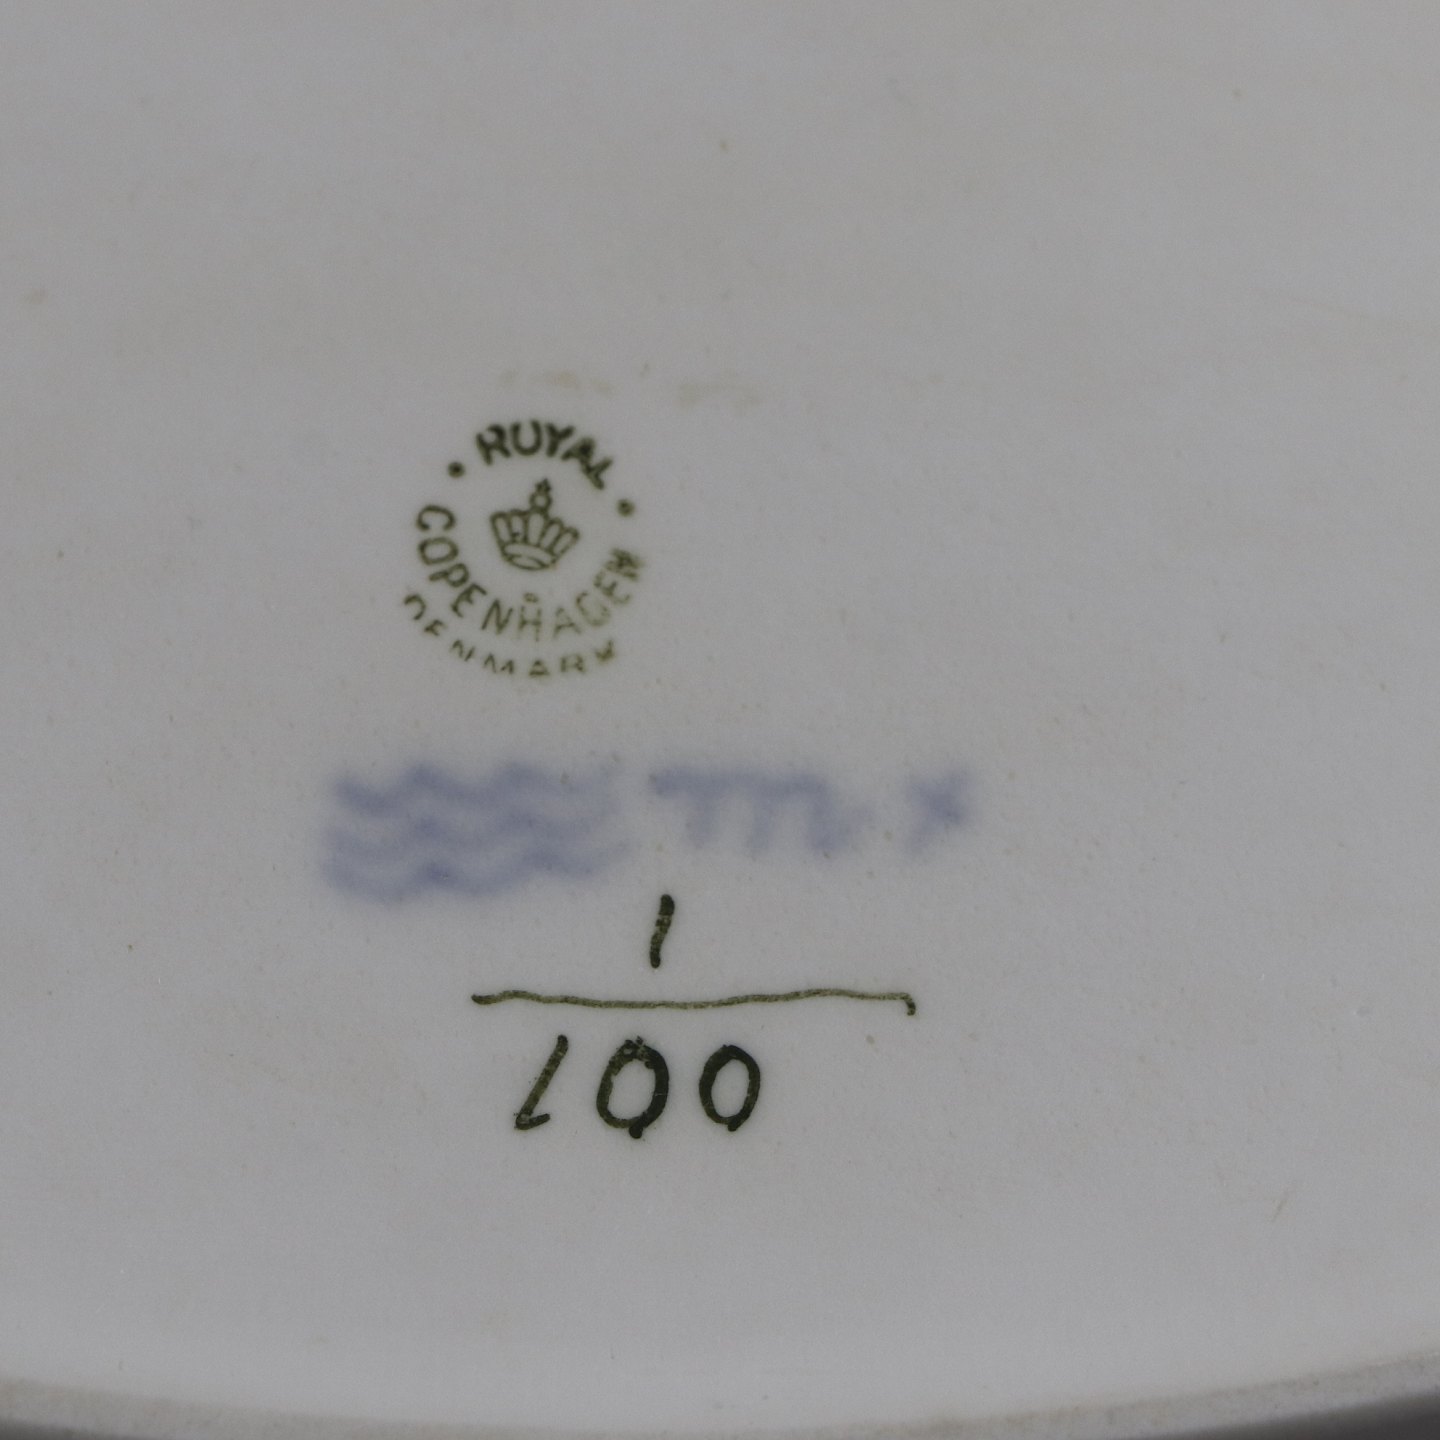 ROYAL
COPENHAGEN
DENMARK
1
100